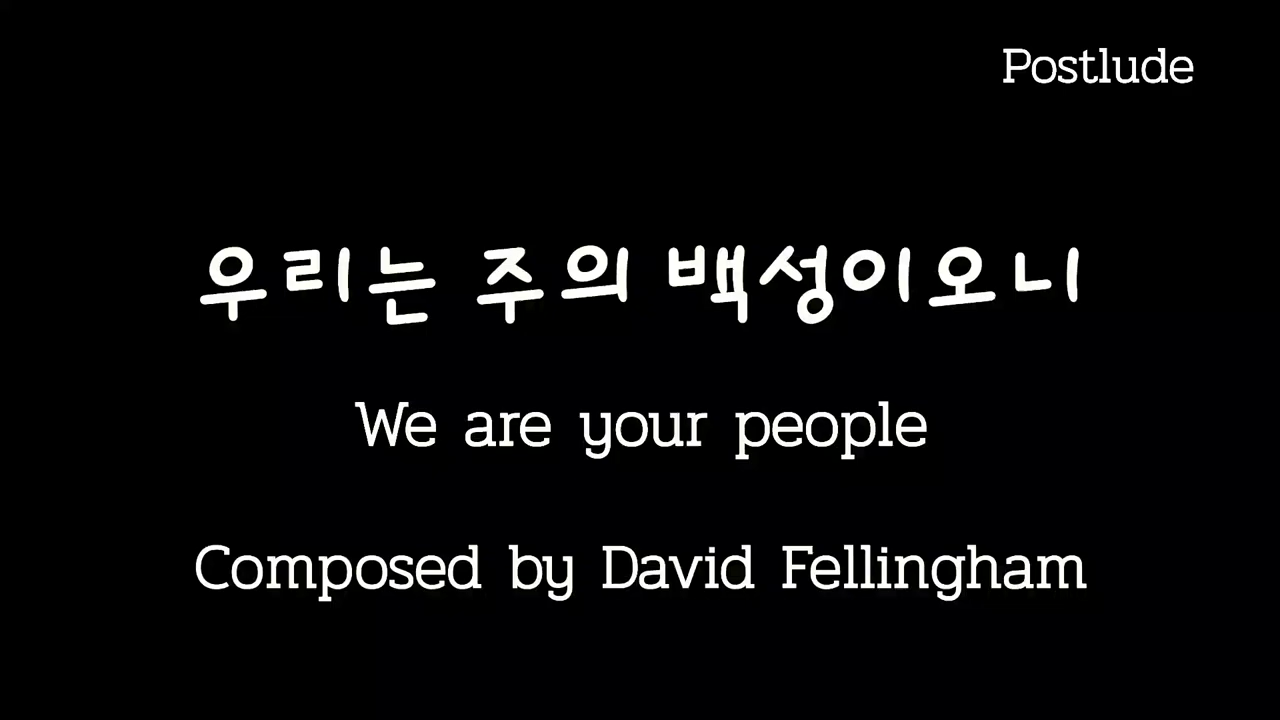 Postlude
우리는 주의 백성이오니
We are your people
Composed by David Fellingham